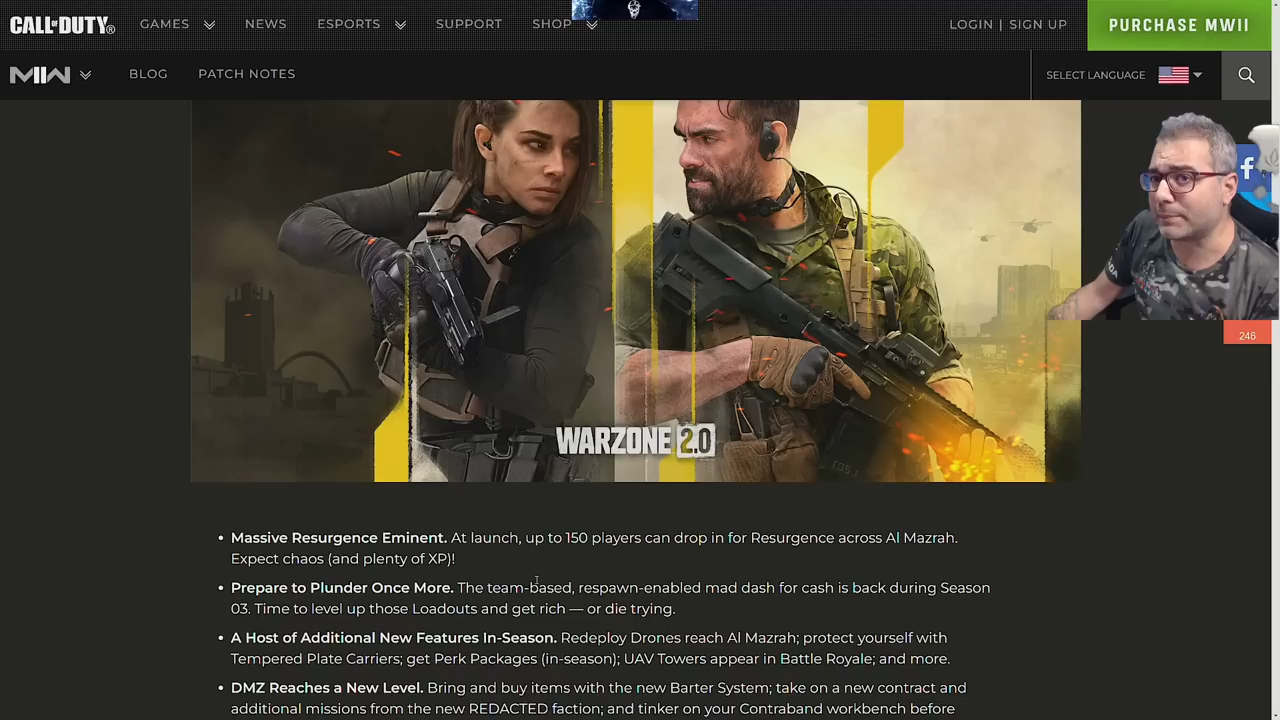 CALL OF DUTY® GAMES NEWS ESPORTS SUPPORT SHOP LOGIN | SIGN UP PURCHASE MWII
MWII BLOG PATCH NOTES SELECT LANGUAGE
WARZONE 2.0
246
• Massive Resurgence Eminent. At launch, up to 150 players can drop in for Resurgence across Al Mazrah.
Expect chaos (and plenty of XP)!
• Prepare to Plunder Once More. The team-based, respawn-enabled mad dash for cash is back during Season
03. Time to level up those Loadouts and get rich — or die trying.
• A Host of Additional New Features In-Season. Redeploy Drones reach Al Mazrah; protect yourself with
Tempered Plate Carriers; get Perk Packages (in-season); UAV Towers appear in Battle Royale; and more.
• DMZ Reaches a New Level. Bring and buy items with the new Barter System; take on a new contract and
additional missions from the new REDACTED faction; and tinker on your Contraband workbench before